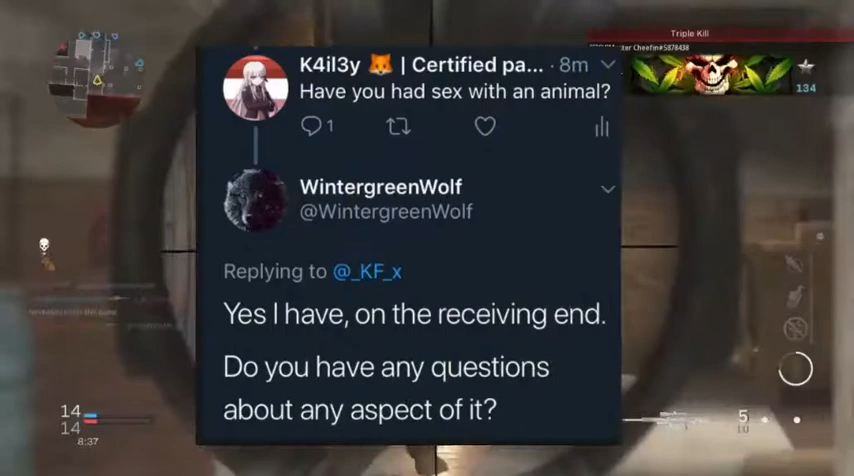 Triple Kill
K4il3y 🦊 | Certified pa... · 8m
134
Have you had sex with an animal?
1
WintergreenWolf
@WintergreenWolf
Replying to @_KF_x
Yes I have, on the receiving end.
Do you have any questions
about any aspect of it?
14
14
8:37
5